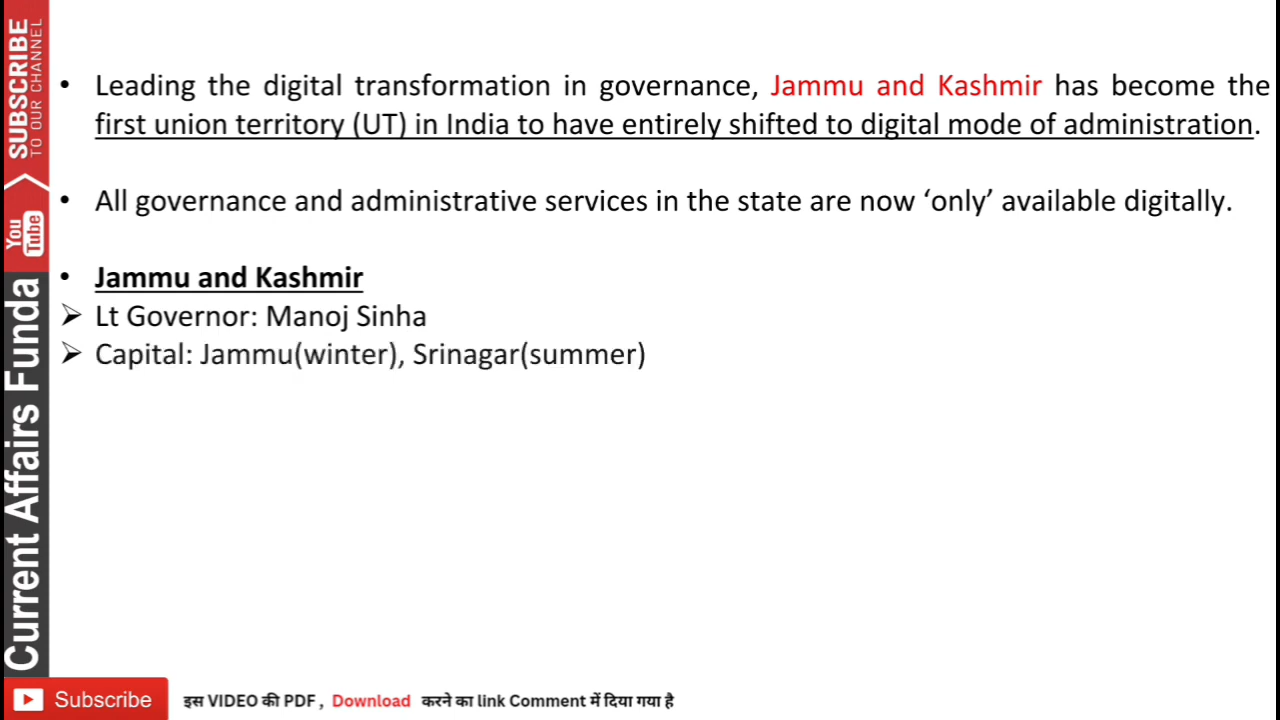 • Leading the digital transformation in governance, Jammu and Kashmir has become the
first union territory (UT) in India to have entirely shifted to digital mode of administration.
• All governance and administrative services in the state are now ‘only’ available digitally.
• Jammu and Kashmir
➢ Lt Governor: Manoj Sinha
➢ Capital: Jammu(winter), Srinagar(summer)
SUBSCRIBE
TO OUR CHANNEL
You
Tube
Current Affairs Funda
Subscribe
इस VIDEO की PDF , Download करने का link Comment में दिया गया है